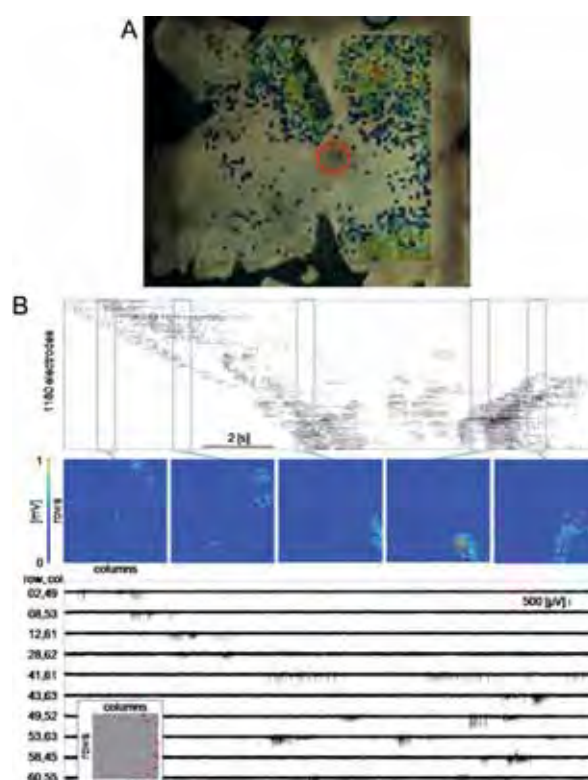 A
B
1180 electrodes
2 [s]
1
[mV]
rows
0
columns
row, col.
500 [µV]
02,49
08,53
12,61
28,62
41,61
43,63
49,52
53,63
58,45
60,55
columns
rows